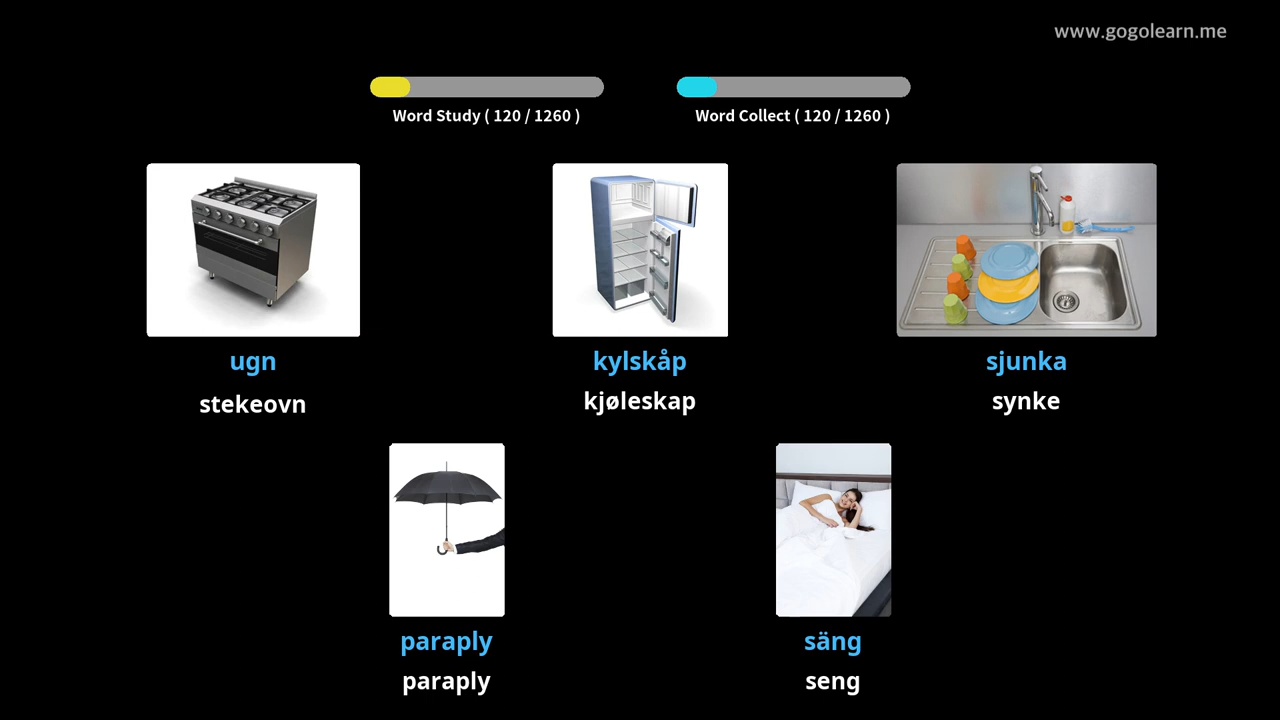 www.gogolearn.me
Word Study ( 120 / 1260 )
Word Collect ( 120 / 1260 )
ugn
kylskåp
sjunka
stekeovn
kjøleskap
synke
paraply
säng
paraply
seng